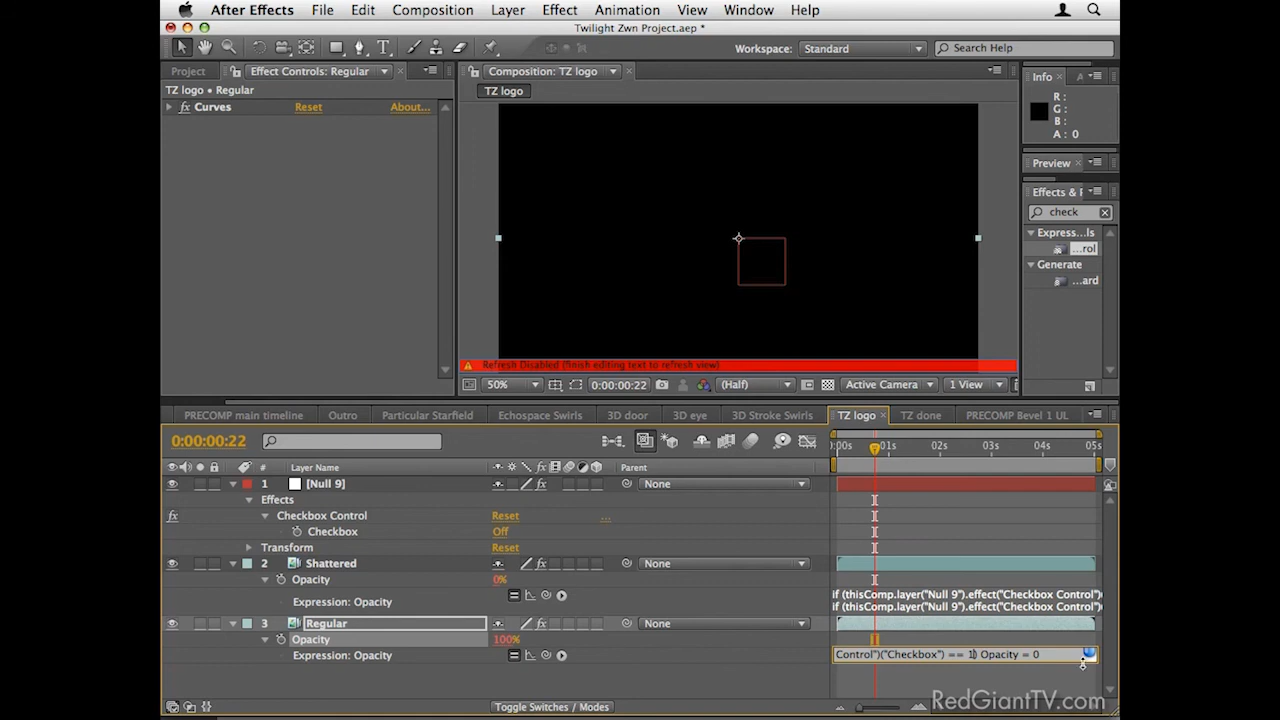 After Effects File Edit Composition Layer Effect Animation View Window Help
Twilight Zwn Project.aep *
Workspace: Standard Search Help
Project Effect Controls: Regular Composition: TZ logo Info A
TZ logo • Regular TZ logo
fx Curves Reset About...
R :
G :
B :
A : 0
Preview
Effects & F
check
Express...ls
...rol
Generate
...ard
Refresh Disabled (finish editing text to refresh view)
50% 0:00:00:22 (Half) Active Camera 1 View
PRECOMP main timeline Outro Particular Starfield Echospace Swirls 3D door 3D eye 3D Stroke Swirls TZ logo TZ done PRECOMP Bevel 1 UL
0:00:00:22 ):00s 01s 02s 03s 04s 05s
# Layer Name Parent
1 [Null 9] None
Effects
fx Checkbox Control Reset ...
Checkbox Off
Transform Reset
2 Shattered None
Opacity 0%
Expression: Opacity if (thisComp.layer("Null 9").effect("Checkbox Control")(
if (thisComp.layer("Null 9").effect("Checkbox Control")(
3 Regular None
Opacity 100%
Expression: Opacity Control")("Checkbox") == 1) Opacity = 0
Toggle Switches / Modes
RedGiantTV.com